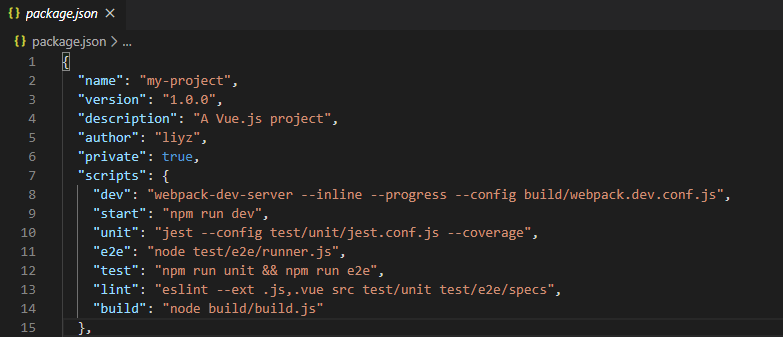 {} package.json ×
{} package.json > ...
1 {
2 "name": "my-project",
3 "version": "1.0.0",
4 "description": "A Vue.js project",
5 "author": "liyz",
6 "private": true,
7 "scripts": {
8 "dev": "webpack-dev-server --inline --progress --config build/webpack.dev.conf.js",
9 "start": "npm run dev",
10 "unit": "jest --config test/unit/jest.conf.js --coverage",
11 "e2e": "node test/e2e/runner.js",
12 "test": "npm run unit && npm run e2e",
13 "lint": "eslint --ext .js,.vue src test/unit test/e2e/specs",
14 "build": "node build/build.js"
15 },